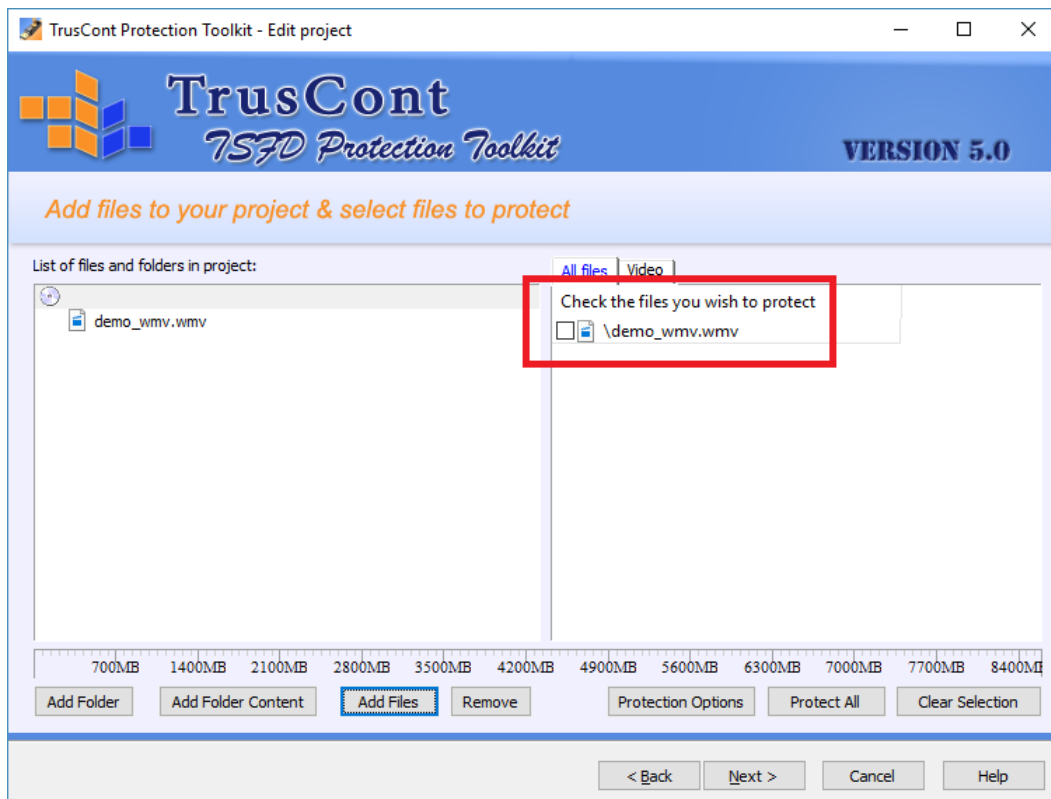 TrusCont Protection Toolkit - Edit project
TrusCont
TSFD Protection Toolkit
VERSION 5.0
Add files to your project & select files to protect
List of files and folders in project:
All files Video
demo_wmv.wmv
Check the files you wish to protect
\demo_wmv.wmv
700MB 1400MB 2100MB 2800MB 3500MB 4200MB 4900MB 5600MB 6300MB 7000MB 7700MB 8400MB
Add Folder Add Folder Content Add Files Remove Protection Options Protect All Clear Selection
< Back Next > Cancel Help